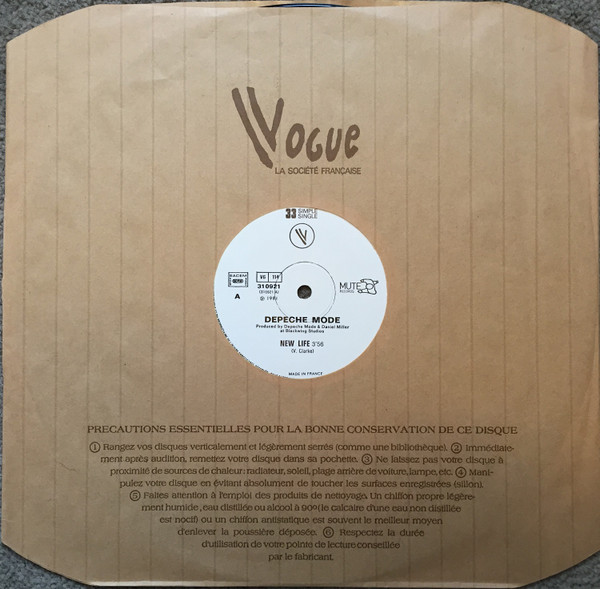 VOGUE
LA SOCIÉTÉ FRANÇAISE
33 SIMPLE
SINGLE
V
SACEM
VG TH
310921
MUTE
RECORDS
A
℗ 1981
DEPECHE MODE
Produced by Depeche Mode & Daniel Miller
at Blackwing Studios
NEW LIFE 3'56
(V. Clarke)
MADE IN FRANCE
PRECAUTIONS ESSENTIELLES POUR LA BONNE CONSERVATION DE CE DISQUE
① Rangez vos disques verticalement et légèrement serrés (comme une bibliothèque). ② Immédiate-
ment après audition, remettez votre disque dans sa pochette. ③ Ne laissez pas votre disque à
proximité de sources de chaleur: radiateur, soleil, plage arrière de voiture, lampe, etc. ④ Mani-
pulez votre disque en évitant absolument de toucher les surfaces enregistrées (sillon).
⑤ Faites attention à l'emploi des produits de nettoyage. Un chiffon propre légère-
ment humide, eau distillée ou alcool à 90° (le calcaire d'une eau non distillée
est nocif) ou un chiffon antistatique est souvent le meilleur moyen
d'enlever la poussière déposée. ⑥ Respectez la durée
d'utilisation de votre pointe de lecture conseillée
par le fabricant.